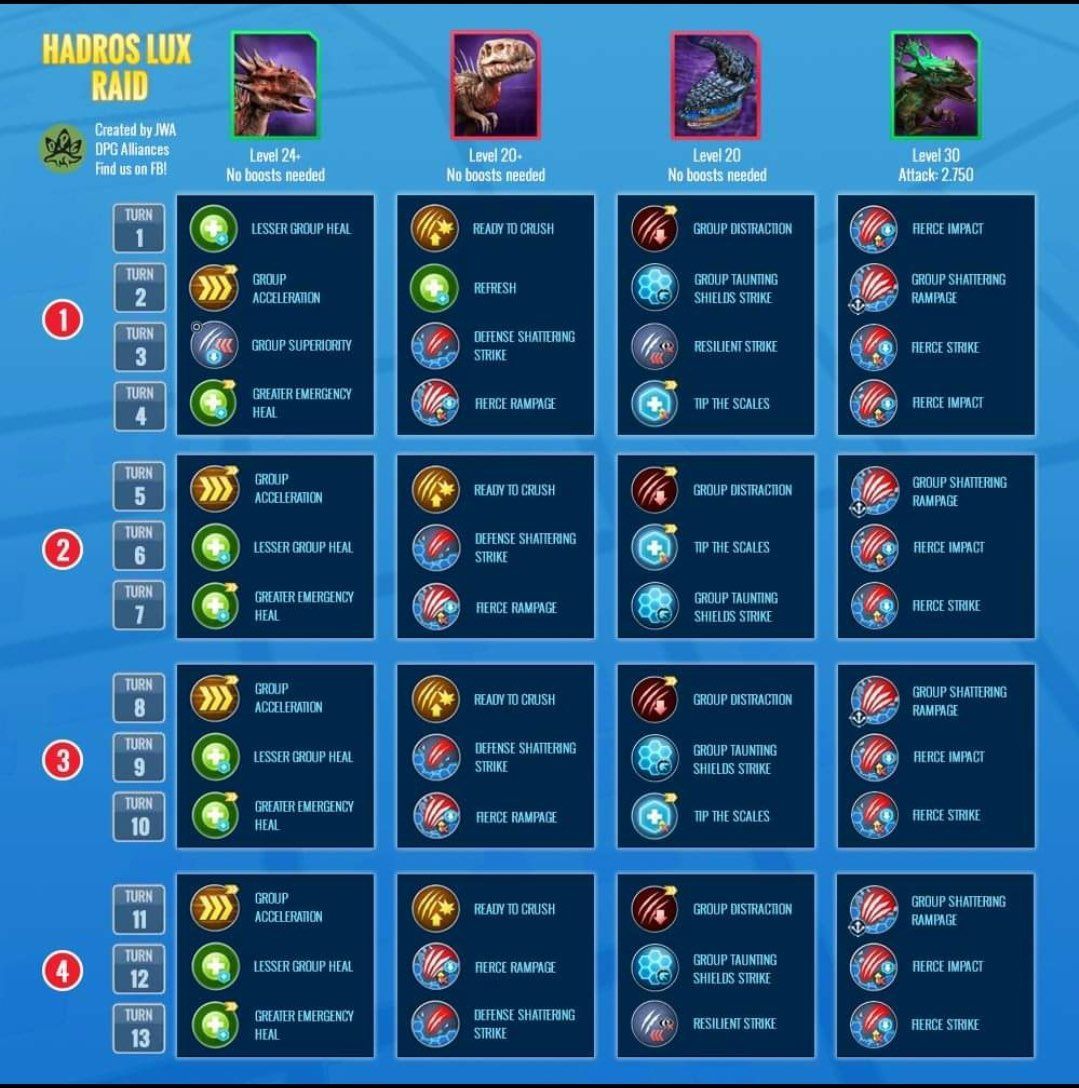 HADROS LUX
RAID
Created by JWA
DPG Alliances
Find us on FB!
Level 24+
No boosts needed
Level 20+
No boosts needed
Level 20
No boosts needed
Level 30
Attack: 2.750
1
TURN
1
LESSER GROUP HEAL
READY TO CRUSH
GROUP DISTRACTION
FIERCE IMPACT
TURN
2
GROUP
ACCELERATION
REFRESH
GROUP TAUNTING
SHIELDS STRIKE
GROUP SHATTERING
RAMPAGE
TURN
3
GROUP SUPERIORITY
DEFENSE SHATTERING
STRIKE
RESILIENT STRIKE
FIERCE STRIKE
TURN
4
GREATER EMERGENCY
HEAL
FIERCE RAMPAGE
TIP THE SCALES
FIERCE IMPACT
2
TURN
5
GROUP
ACCELERATION
READY TO CRUSH
GROUP DISTRACTION
GROUP SHATTERING
RAMPAGE
TURN
6
LESSER GROUP HEAL
DEFENSE SHATTERING
STRIKE
TIP THE SCALES
FIERCE IMPACT
TURN
7
GREATER EMERGENCY
HEAL
FIERCE RAMPAGE
GROUP TAUNTING
SHIELDS STRIKE
FIERCE STRIKE
3
TURN
8
GROUP
ACCELERATION
READY TO CRUSH
GROUP DISTRACTION
GROUP SHATTERING
RAMPAGE
TURN
9
LESSER GROUP HEAL
DEFENSE SHATTERING
STRIKE
GROUP TAUNTING
SHIELDS STRIKE
FIERCE IMPACT
TURN
10
GREATER EMERGENCY
HEAL
FIERCE RAMPAGE
TIP THE SCALES
FIERCE STRIKE
4
TURN
11
GROUP
ACCELERATION
READY TO CRUSH
GROUP DISTRACTION
GROUP SHATTERING
RAMPAGE
TURN
12
LESSER GROUP HEAL
FIERCE RAMPAGE
GROUP TAUNTING
SHIELDS STRIKE
FIERCE IMPACT
TURN
13
GREATER EMERGENCY
HEAL
DEFENSE SHATTERING
STRIKE
RESILIENT STRIKE
FIERCE STRIKE